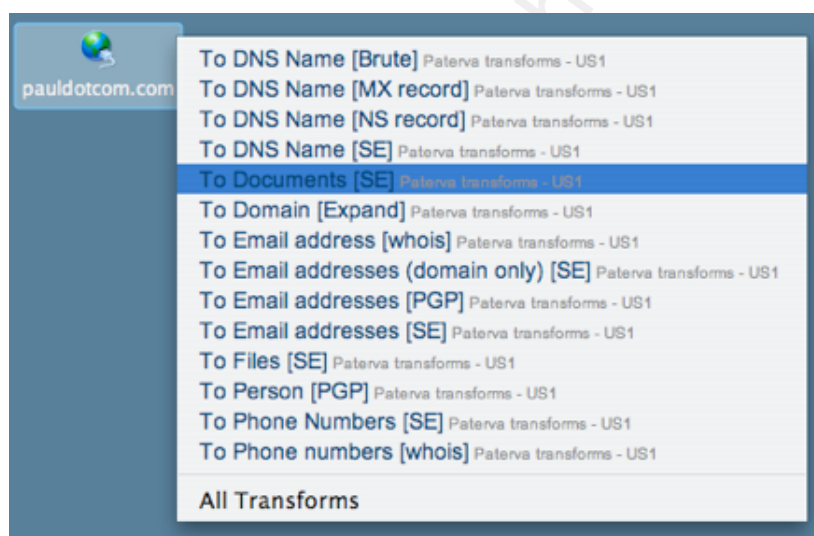 pauldotcom.com
To DNS Name [Brute] Paterva transforms - US1
To DNS Name [MX record] Paterva transforms - US1
To DNS Name [NS record] Paterva transforms - US1
To DNS Name [SE] Paterva transforms - US1
To Documents [SE] Paterva transforms - US1
To Domain [Expand] Paterva transforms - US1
To Email address [whois] Paterva transforms - US1
To Email addresses (domain only) [SE] Paterva transforms - US1
To Email addresses [PGP] Paterva transforms - US1
To Email addresses [SE] Paterva transforms - US1
To Files [SE] Paterva transforms - US1
To Person [PGP] Paterva transforms - US1
To Phone Numbers [SE] Paterva transforms - US1
To Phone numbers [whois] Paterva transforms - US1
All Transforms